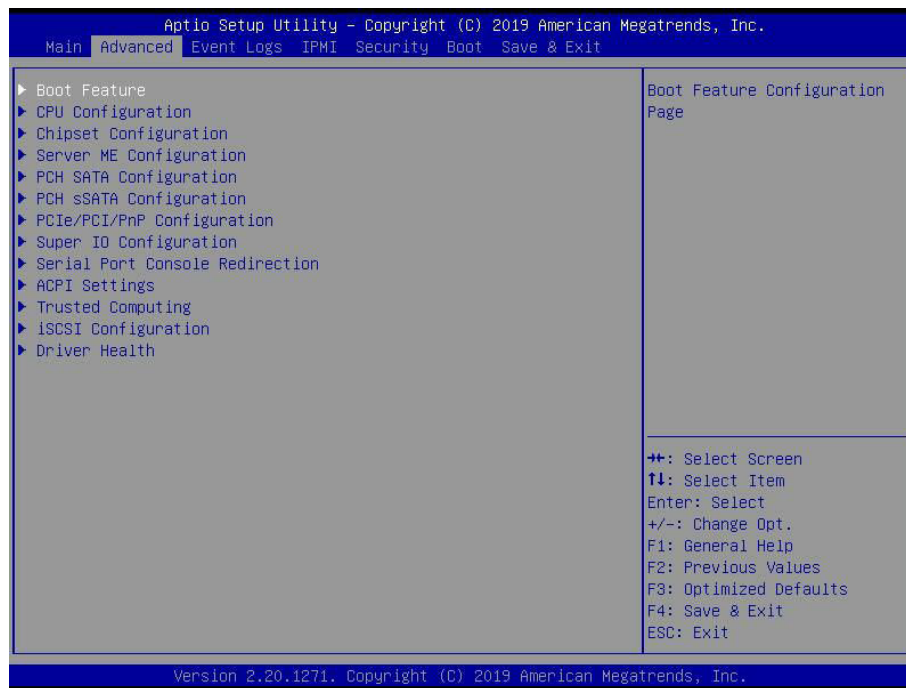 Aptio Setup Utility – Copyright (C) 2019 American Megatrends, Inc.
Main Advanced Event Logs IPMI Security Boot Save & Exit
Boot Feature
CPU Configuration
Chipset Configuration
Server ME Configuration
PCH SATA Configuration
PCH sSATA Configuration
PCIe/PCI/PnP Configuration
Super IO Configuration
Serial Port Console Redirection
ACPI Settings
Trusted Computing
iSCSI Configuration
Driver Health
Boot Feature Configuration
Page
→←: Select Screen
↑↓: Select Item
Enter: Select
+/-: Change Opt.
F1: General Help
F2: Previous Values
F3: Optimized Defaults
F4: Save & Exit
ESC: Exit
Version 2.20.1271. Copyright (C) 2019 American Megatrends, Inc.